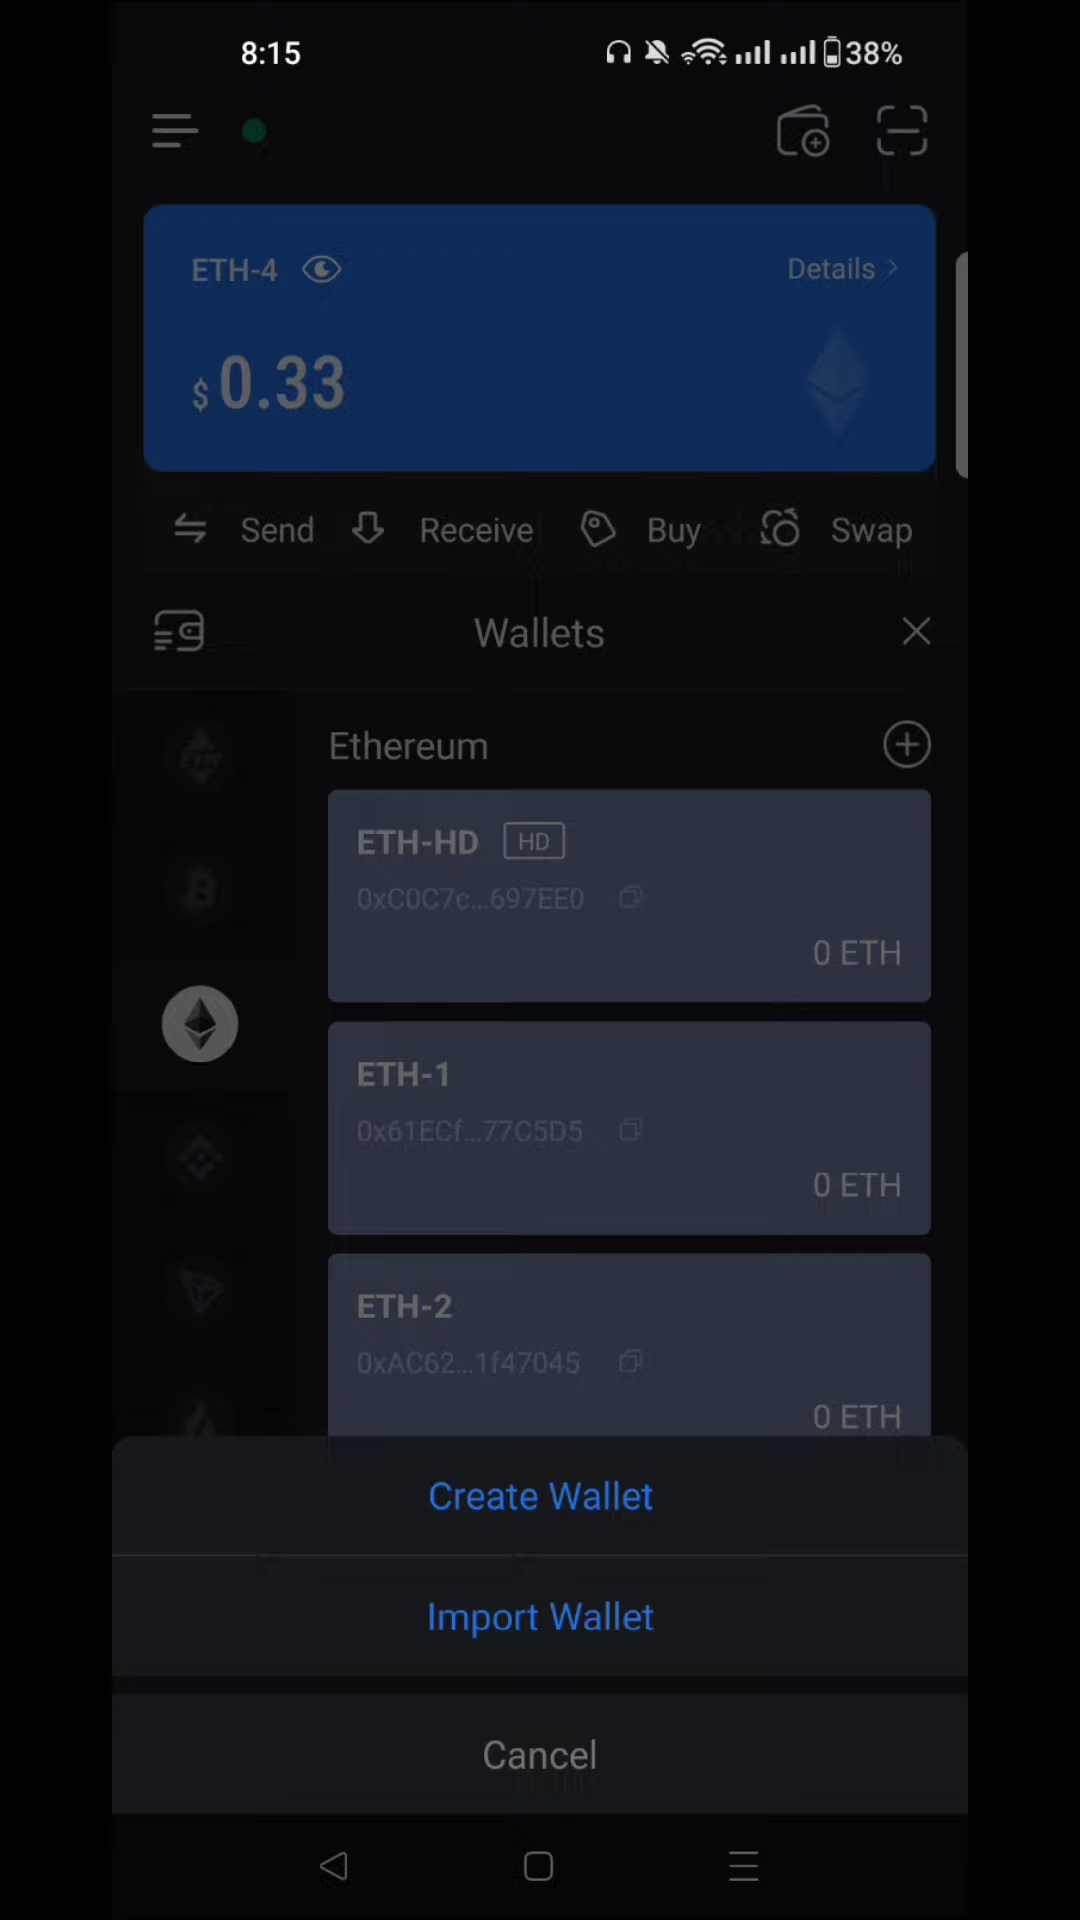 8:15
38%
ETH-4
Details
$ 0.33
Send
Receive
Buy
Swap
Wallets
Ethereum
ETH-HD HD
0xC0C7c...697EE0
0 ETH
ETH-1
0x61ECf...77C5D5
0 ETH
ETH-2
0xAC62...1f47045
0 ETH
Create Wallet
Import Wallet
Cancel